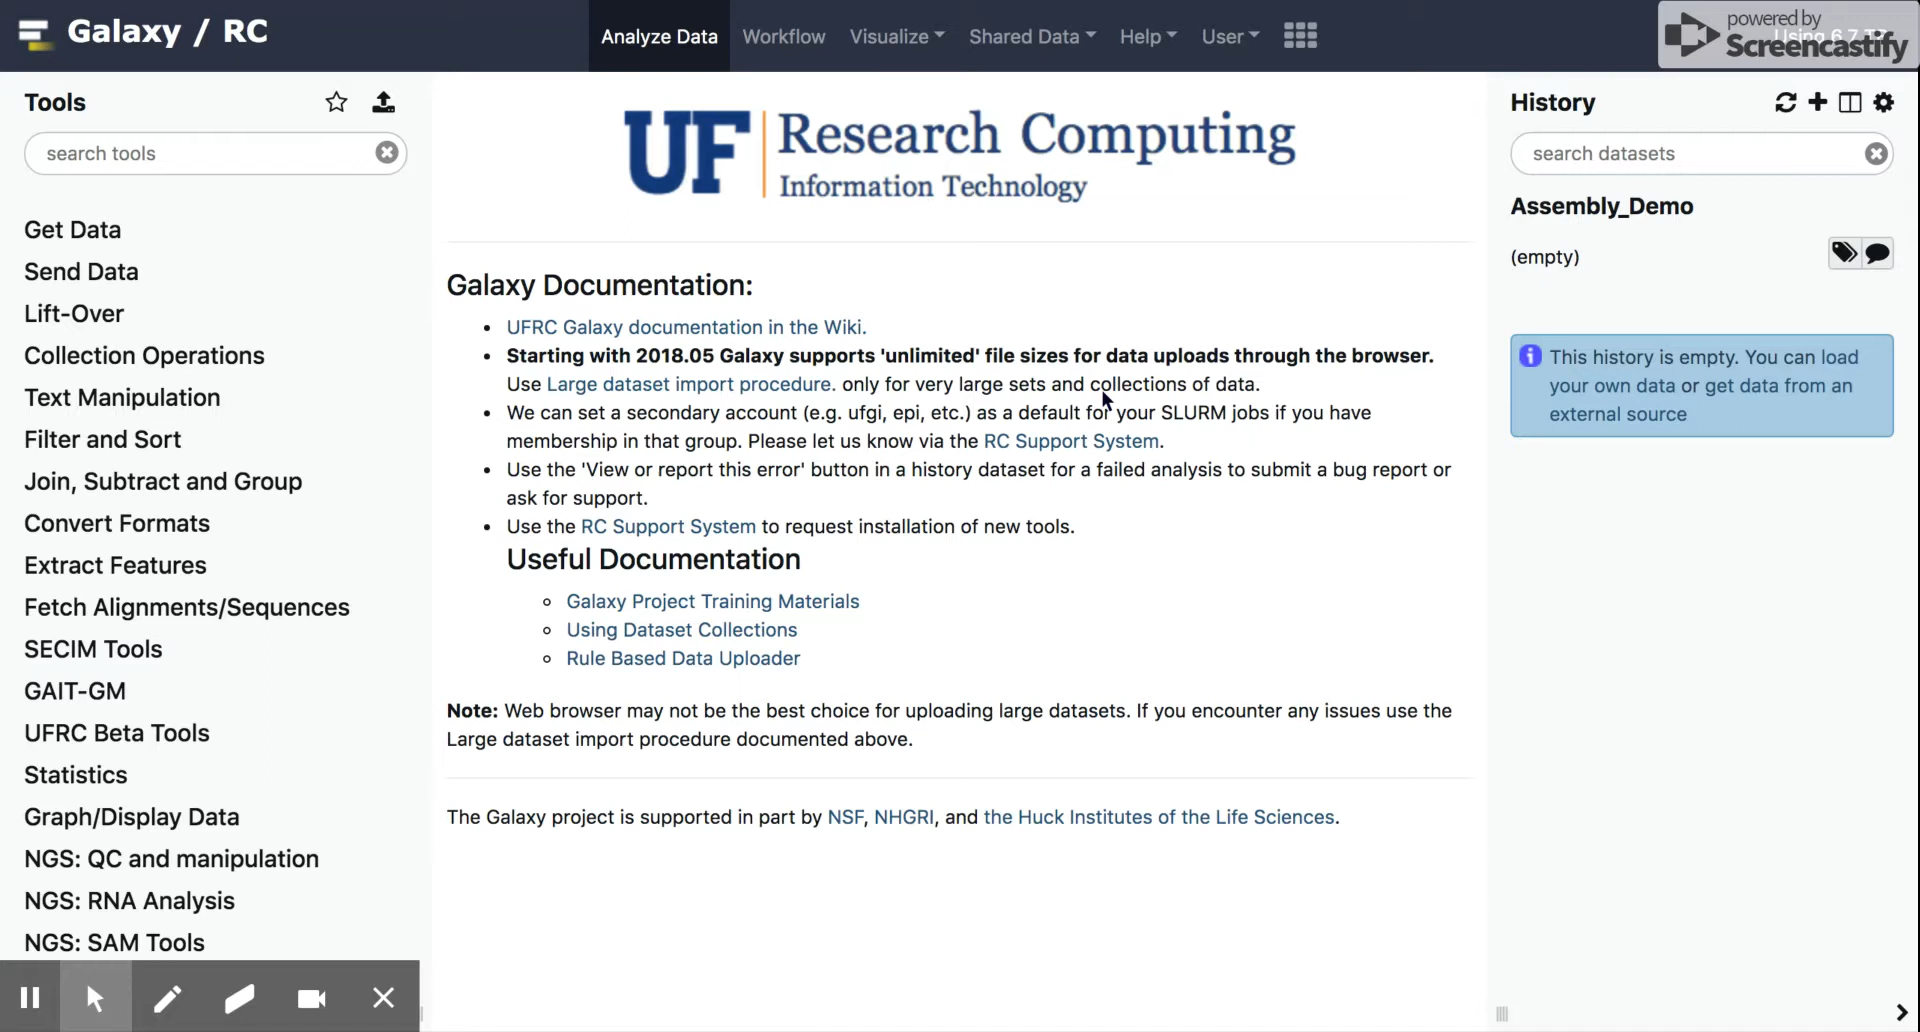 Galaxy / RC
Analyze Data
Workflow
Visualize
Shared Data
Help
User
powered by
Screencastify
Tools
search tools
Get Data
Send Data
Lift-Over
Collection Operations
Text Manipulation
Filter and Sort
Join, Subtract and Group
Convert Formats
Extract Features
Fetch Alignments/Sequences
SECIM Tools
GAIT-GM
UFRC Beta Tools
Statistics
Graph/Display Data
NGS: QC and manipulation
NGS: RNA Analysis
NGS: SAM Tools
UF Research Computing
Information Technology
Galaxy Documentation:
UFRC Galaxy documentation in the Wiki.
Starting with 2018.05 Galaxy supports 'unlimited' file sizes for data uploads through the browser.
Use Large dataset import procedure. only for very large sets and collections of data.
We can set a secondary account (e.g. ufgi, epi, etc.) as a default for your SLURM jobs if you have
membership in that group. Please let us know via the RC Support System.
Use the 'View or report this error' button in a history dataset for a failed analysis to submit a bug report or
ask for support.
Use the RC Support System to request installation of new tools.
Useful Documentation
Galaxy Project Training Materials
Using Dataset Collections
Rule Based Data Uploader
Note: Web browser may not be the best choice for uploading large datasets. If you encounter any issues use the
Large dataset import procedure documented above.
The Galaxy project is supported in part by NSF, NHGRI, and the Huck Institutes of the Life Sciences.
History
search datasets
Assembly_Demo
(empty)
This history is empty. You can load
your own data or get data from an
external source